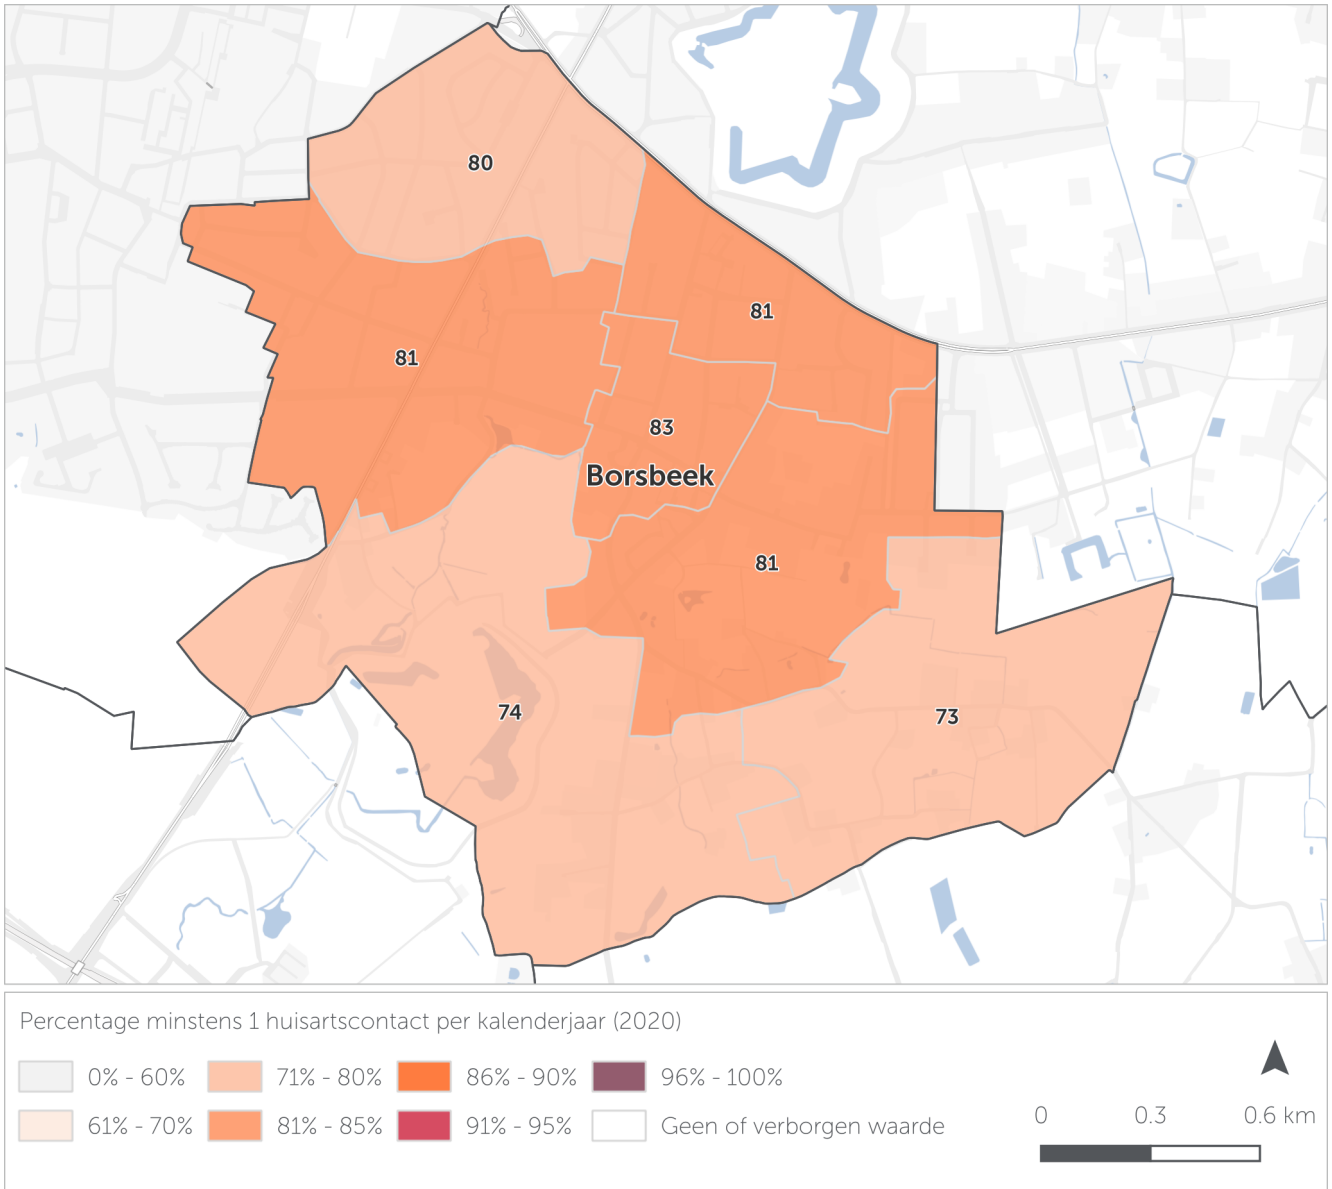 80
81
81
83
Borsbeek
81
74
73
Percentage minstens 1 huisartscontact per kalenderjaar (2020)
0% - 60%
71% - 80%
86% - 90%
96% - 100%
61% - 70%
81% - 85%
91% - 95%
Geen of verborgen waarde
0 0.3 0.6 km